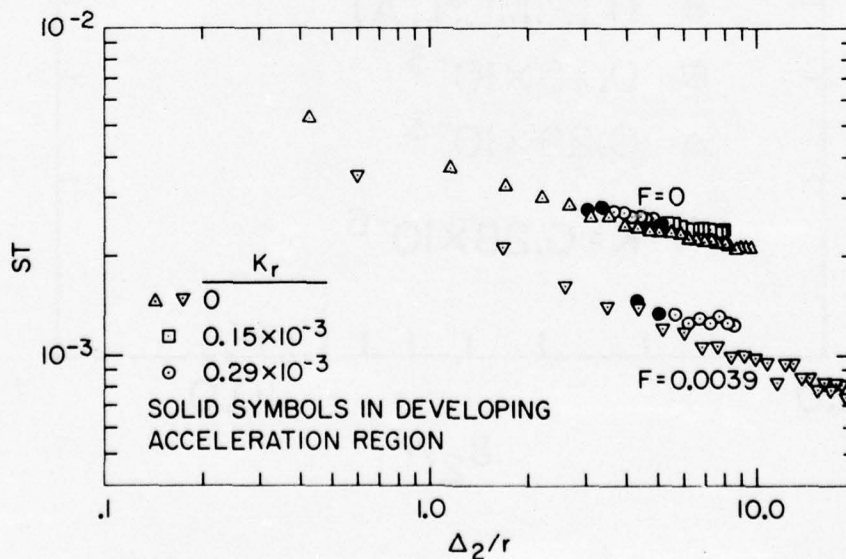 10⁻²
F=0
ST
K_r
0
0.15×10⁻³
0.29×10⁻³
10⁻³
F=0.0039
SOLID SYMBOLS IN DEVELOPING
ACCELERATION REGION
.1
1.0
10.0
Δ₂/r